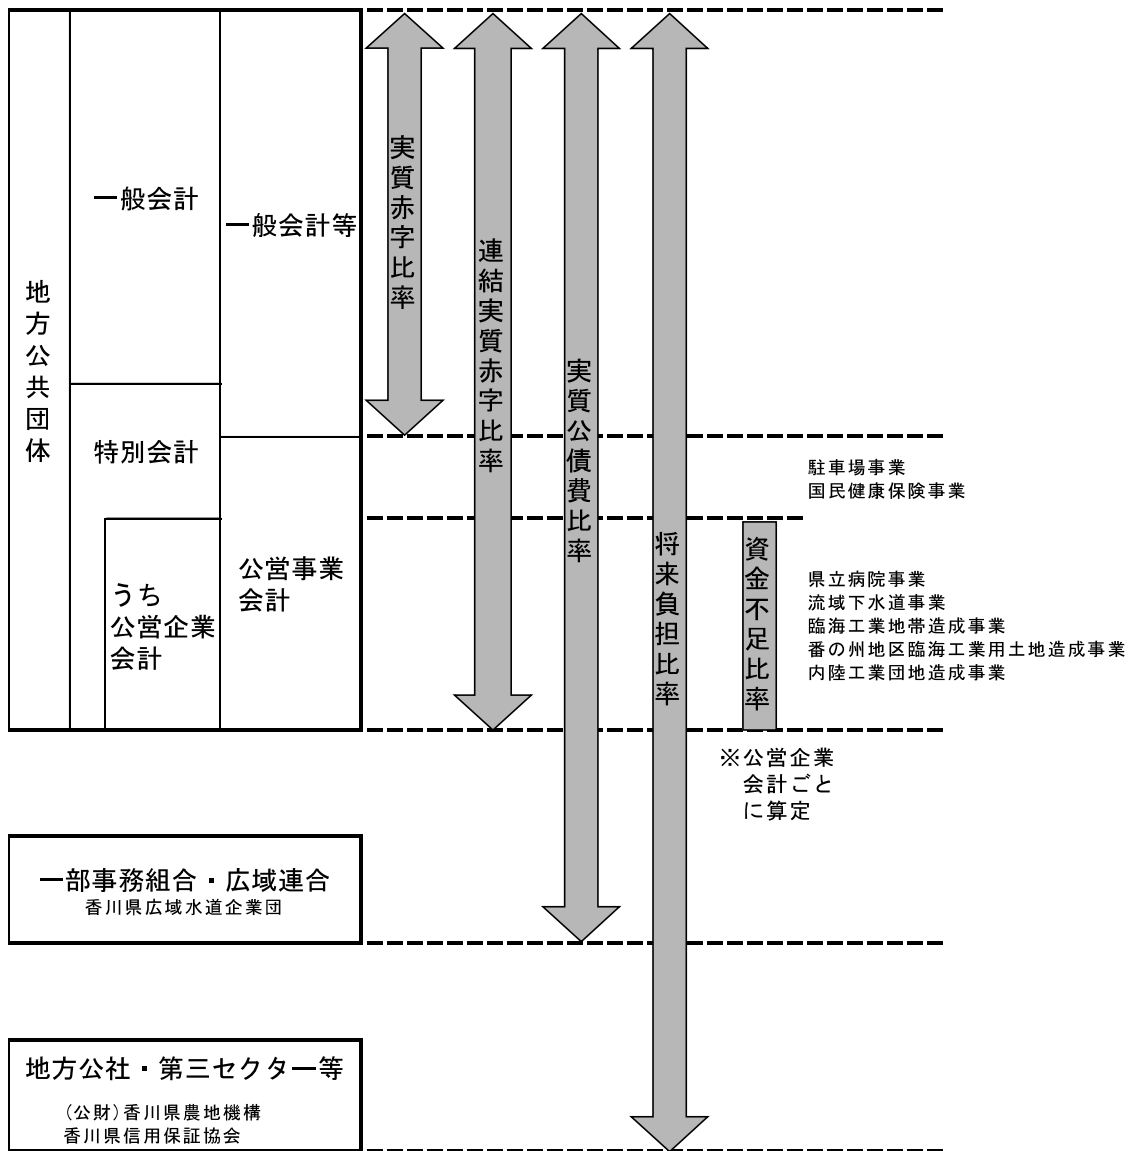 地方公共団体
一般会計
特別会計
うち
公営企業
会計
一般会計等
公営事業
会計
実質赤字比率
連結実質赤字比率
実質公債費比率
将来負担比率
資金不足比率
※公営企業
会計ごと
に算定
駐車場事業
国民健康保険事業
県立病院事業
流域下水道事業
臨海工業地帯造成事業
番の州地区臨海工業用土地造成事業
内陸工業団地造成事業
一部事務組合・広域連合
香川県広域水道企業団
地方公社・第三セクター等
（公財）香川県農地機構
香川県信用保証協会